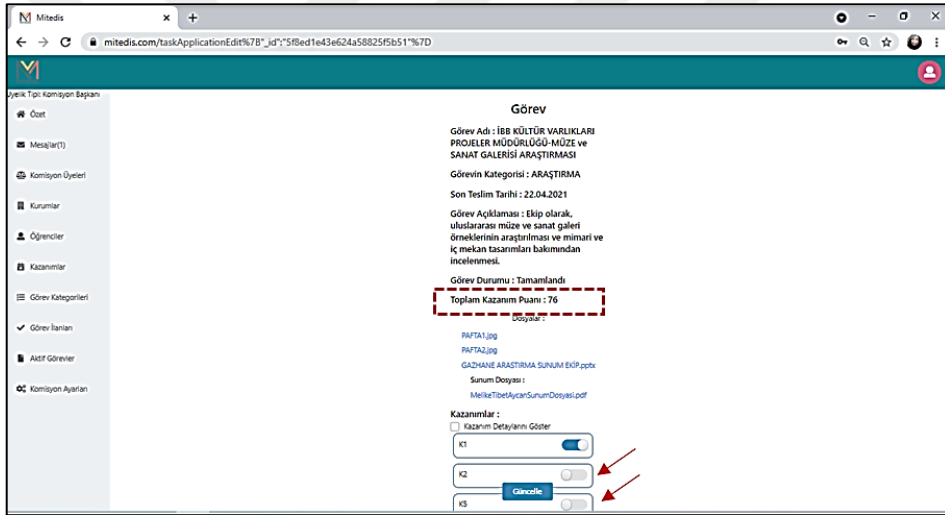 Mitedis
mitedis.com/taskApplicationEdit%7B"_id":"5f8ed1e43e624a58825f5b51"%7D
Üyelik Tipi: Komisyon Başkanı
Özet
Mesajlar(1)
Komisyon Üyeleri
Kurumlar
Öğrenciler
Kazanımlar
Görev Kategorileri
Görev İlanları
Aktif Görevler
Komisyon Ayarları
Görev
Görev Adı : İBB KÜLTÜR VARLIKLARI
PROJELER MÜDÜRLÜĞÜ-MÜZE ve
SANAT GALERİSİ ARAŞTIRMASI
Görevin Kategorisi : ARAŞTIRMA
Son Teslim Tarihi : 22.04.2021
Görev Açıklaması : Ekip olarak,
uluslararası müze ve sanat galeri
örneklerinin araştırılması ve mimari ve
iç mekan tasarımları bakımından
incelenmesi.
Görev Durumu : Tamamlandı
Toplam Kazanım Puanı : 76
Dosyalar :
PAFTA1.jpg
PAFTA2.jpg
GAZHANE ARASTIRMA SUNUM EKİP.pptx
Sunum Dosyası :
MelikeTibetAycanSunumDosyasi.pdf
Kazanımlar :
Kazanım Detaylarını Göster
K1
K2
Güncelle
K5